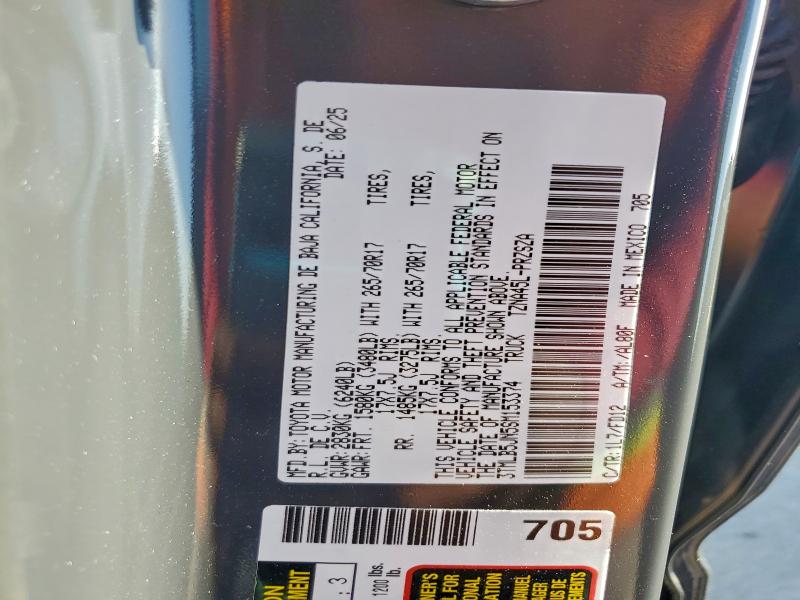 MFD.BY:TOYOTA MOTOR MANUFACTURING DE BAJA CALIFORNIA, S. DE
R.L. DE C.V. DATE: 06/25
GVWR:2830KG (6240LB)
GAWR:FRT. 1580KG (3480LB) WITH 265/70R17 TIRES,
17X7.5J RIMS.
RR. 1485KG (3275LB) WITH 265/70R17 TIRES,
17X7.5J RIMS.
THIS VEHICLE CONFORMS TO ALL APPLICABLE FEDERAL MOTOR
VEHICLE SAFETY AND THEFT PREVENTION STANDARDS IN EFFECT ON
THE DATE OF MANUFACTURE SHOWN ABOVE.
3TMLB5JN5SM153374 TRUCK TZNA45L-PRZSZA
C/TR:1L7/FD12 A/TM:/AL80F MADE IN MEXICO 705
705
: 3
lbs.
1200 lb.